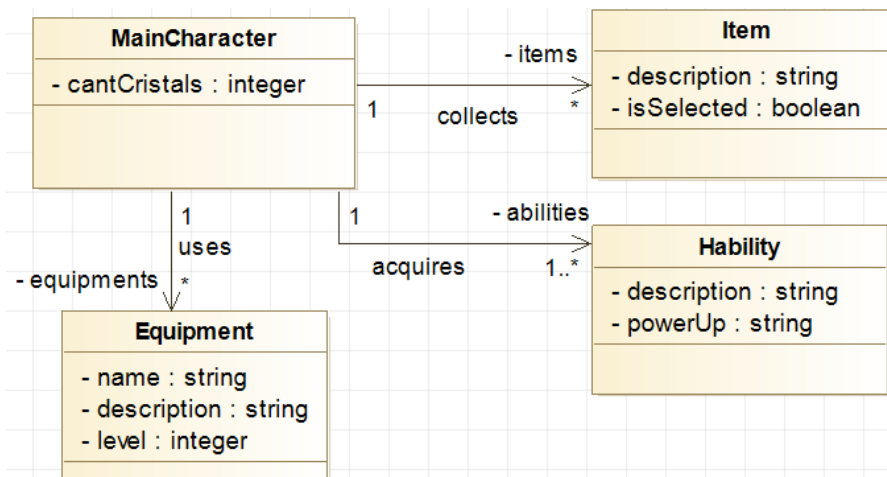 MainCharacter
- cantCristals : integer
- items
1
collects
*
Item
- description : string
- isSelected : boolean
1
uses
- equipments
*
1
- abilities
acquires
1..*
Hability
- description : string
- powerUp : string
Equipment
- name : string
- description : string
- level : integer